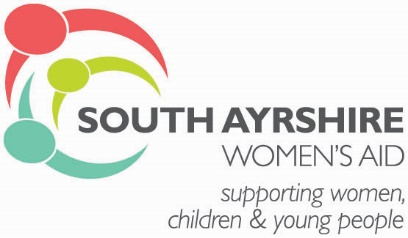 SOUTH AYRSHIRE
WOMEN'S AID
supporting women,
children & young people